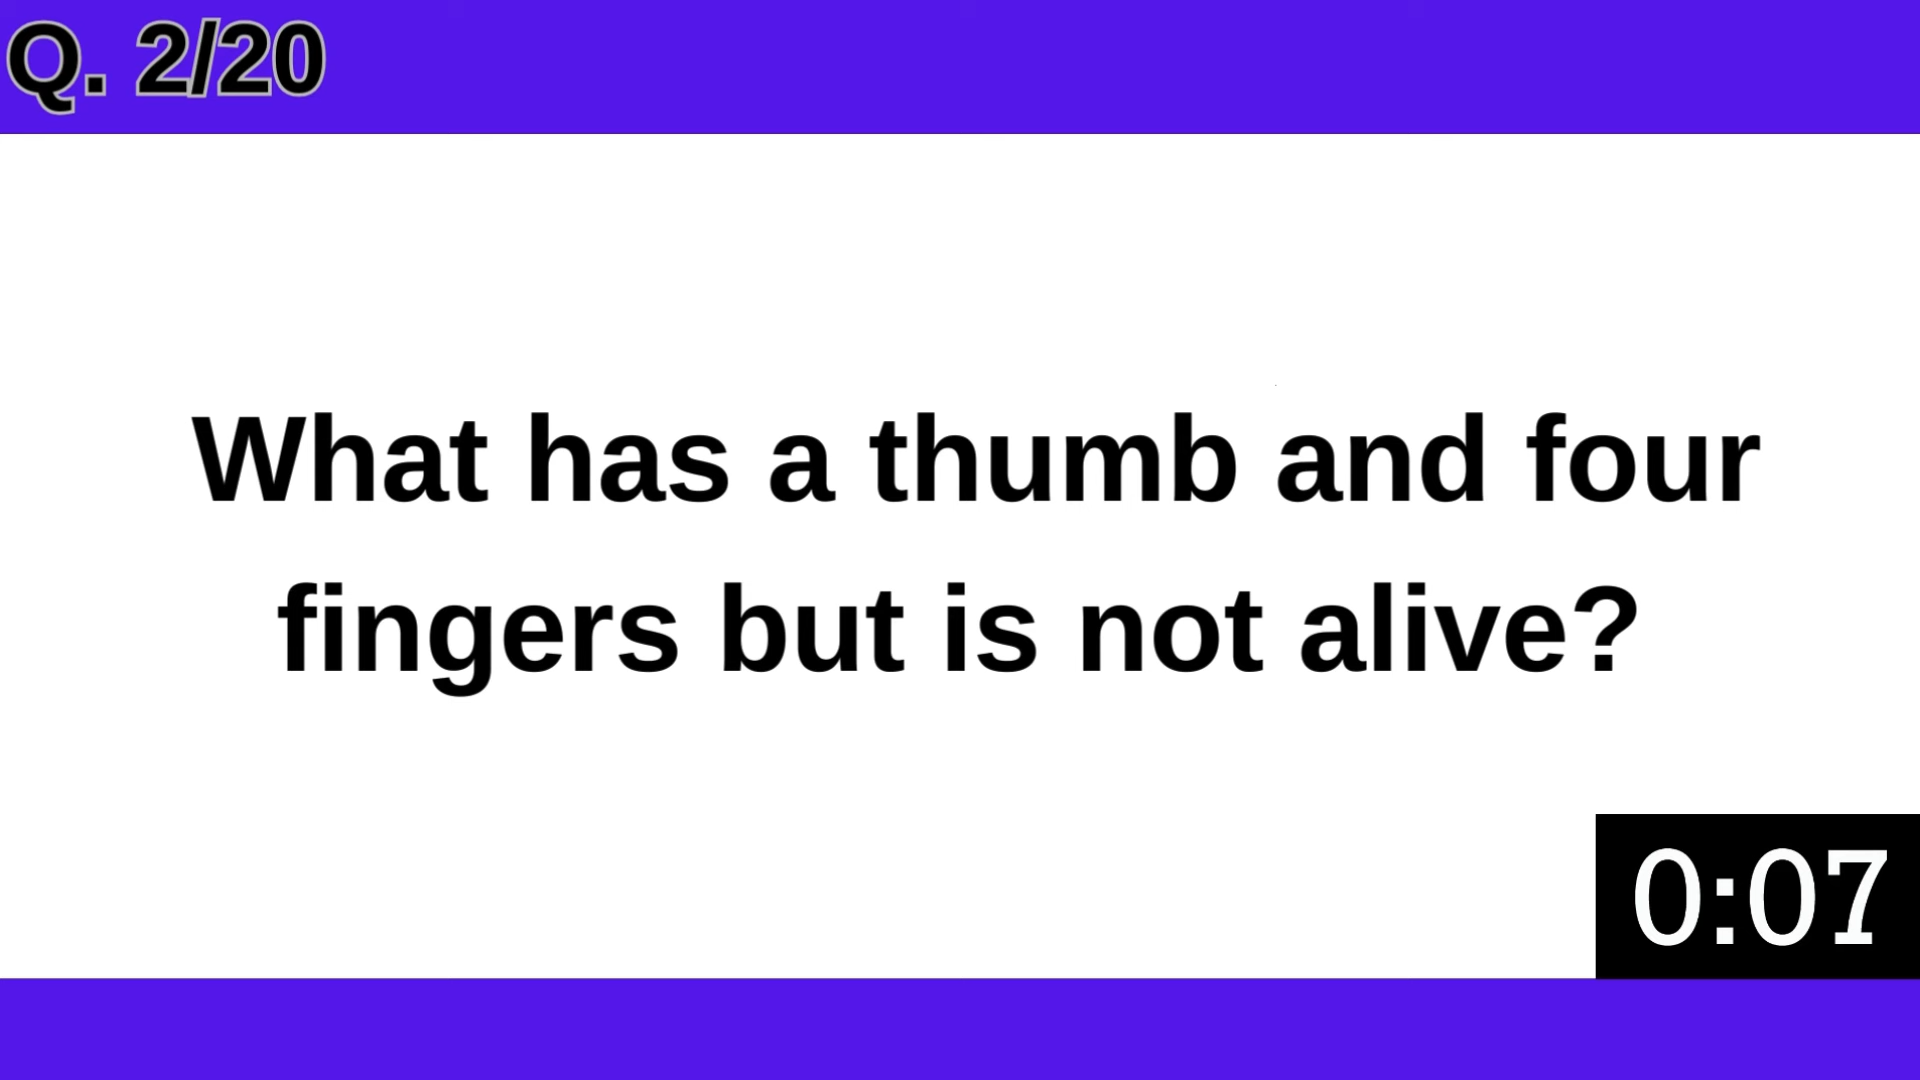 Q. 2/20
What has a thumb and four
fingers but is not alive?
0:07